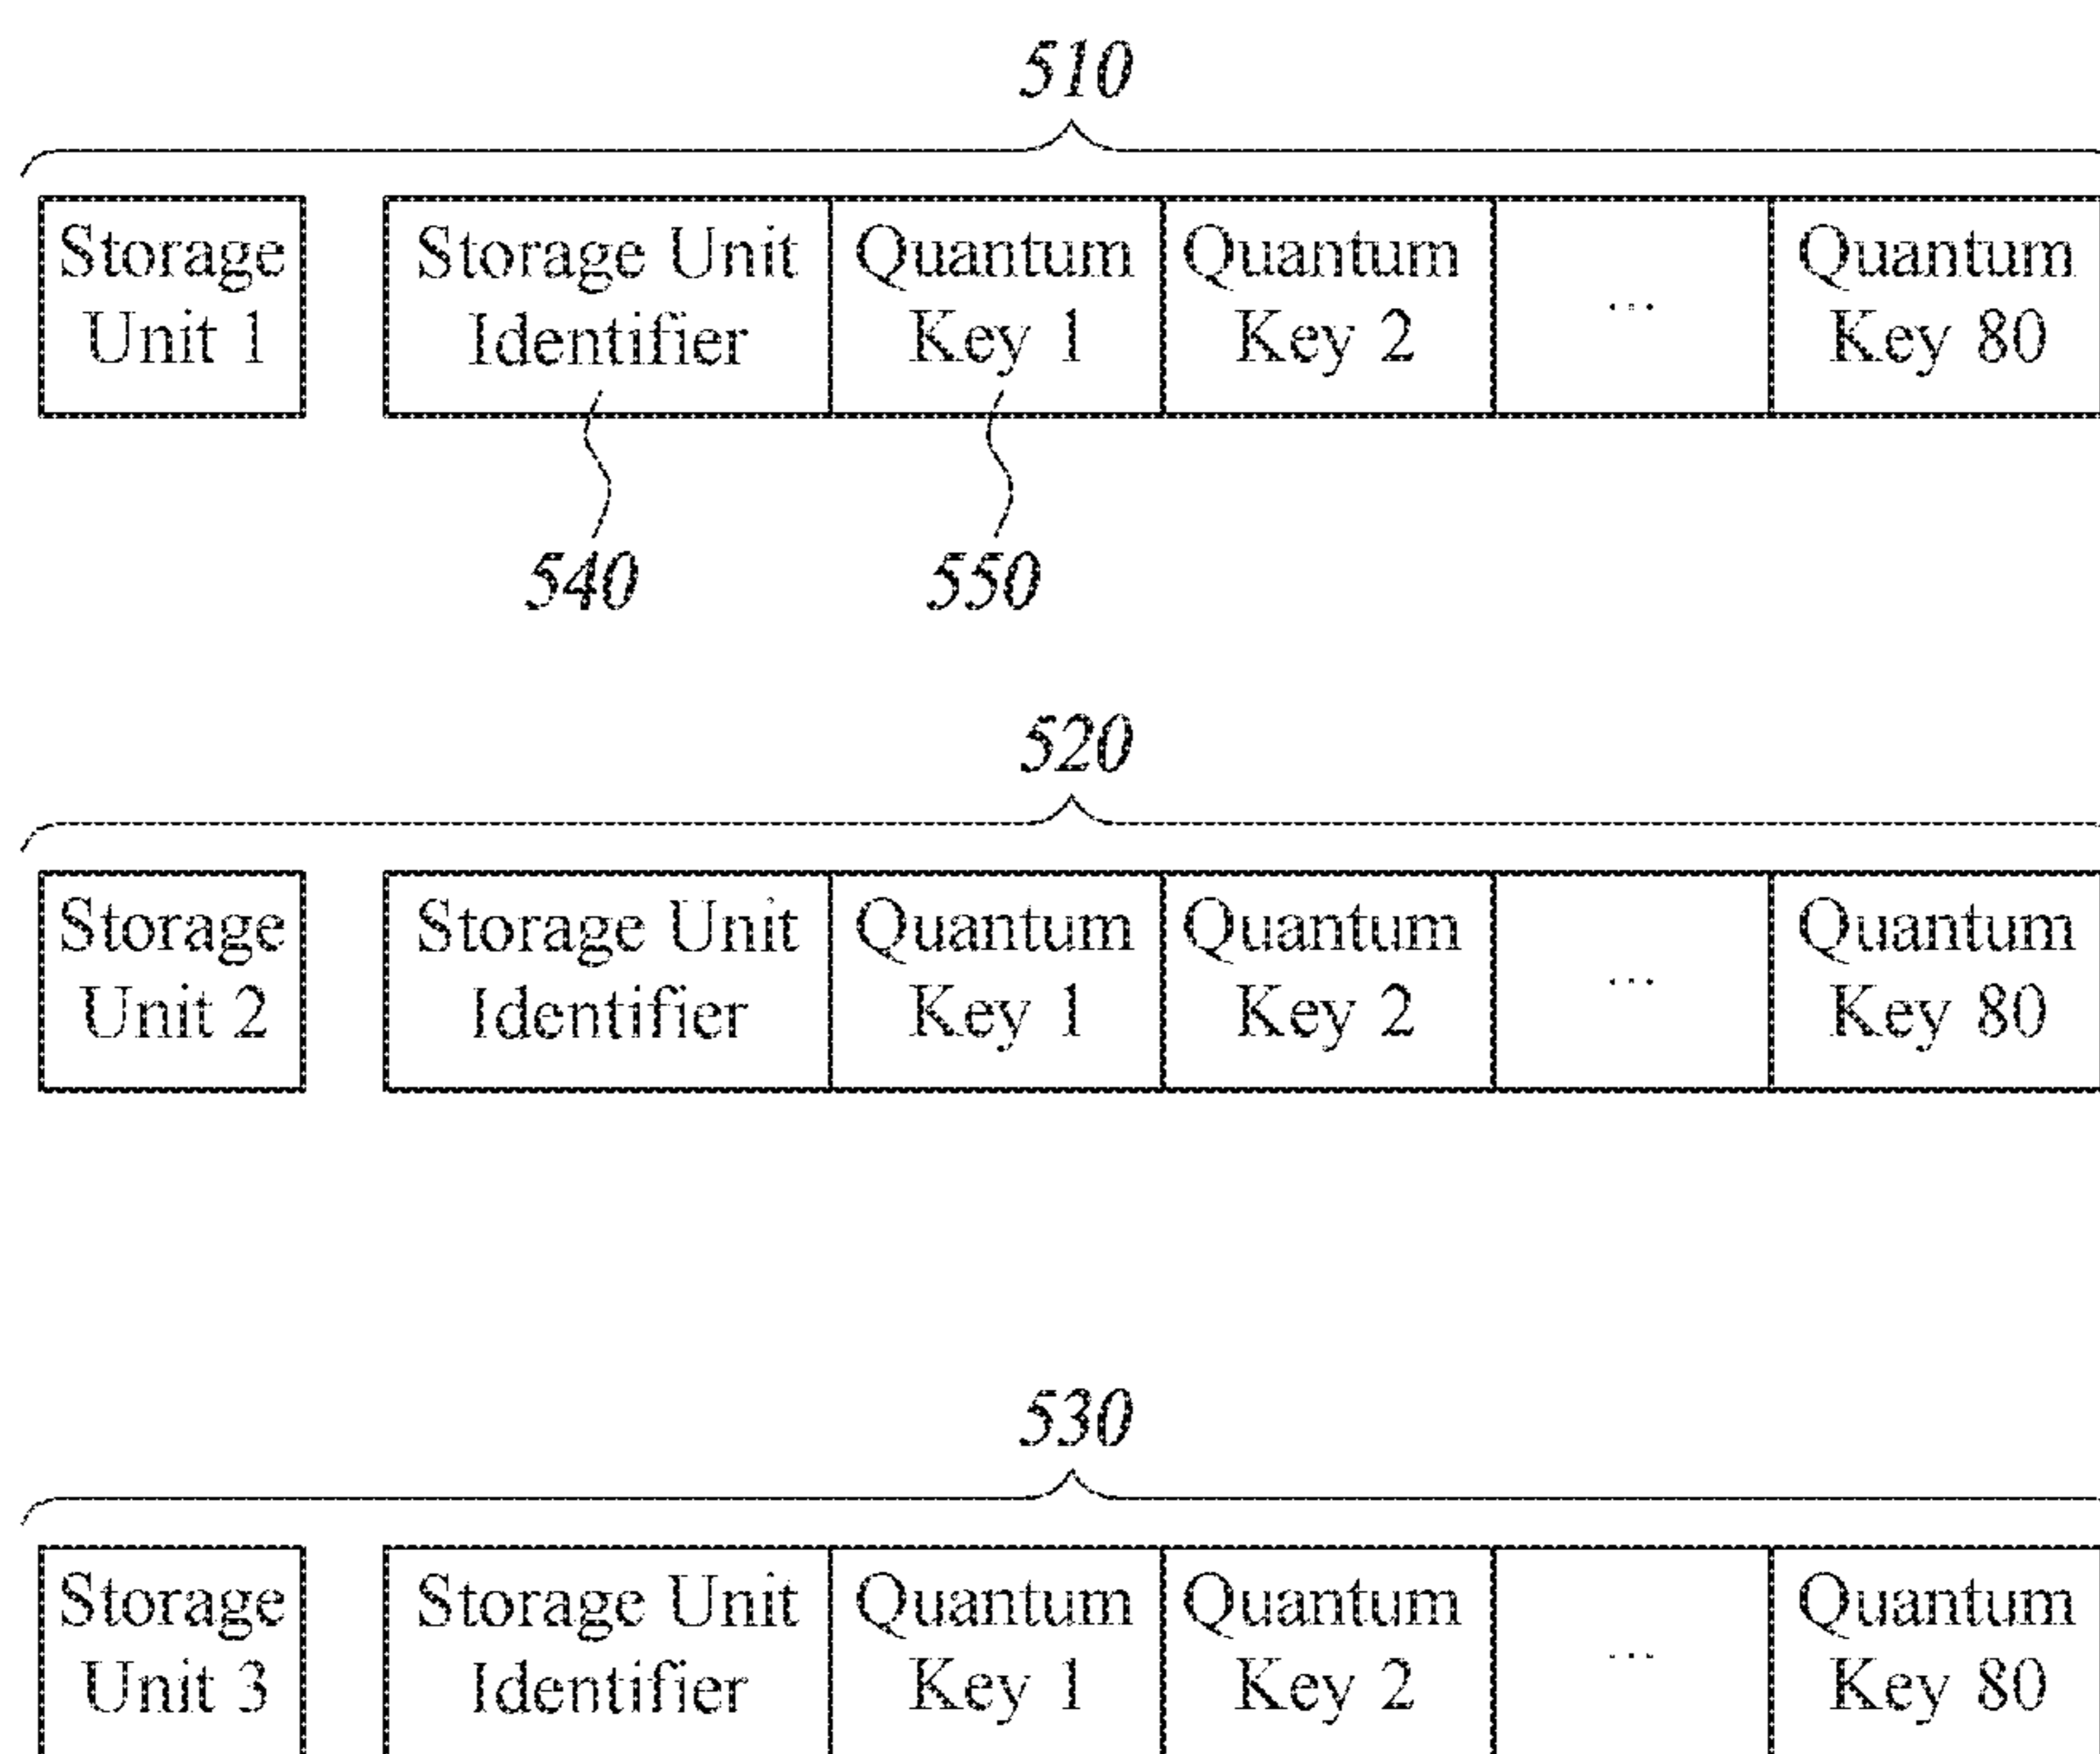 510
Storage
Unit 1
Storage Unit
Identifier
Quantum
Key 1
Quantum
Key 2
...
Quantum
Key 80
540
550
520
Storage
Unit 2
Storage Unit
Identifier
Quantum
Key 1
Quantum
Key 2
...
Quantum
Key 80
530
Storage
Unit 3
Storage Unit
Identifier
Quantum
Key 1
Quantum
Key 2
...
Quantum
Key 80